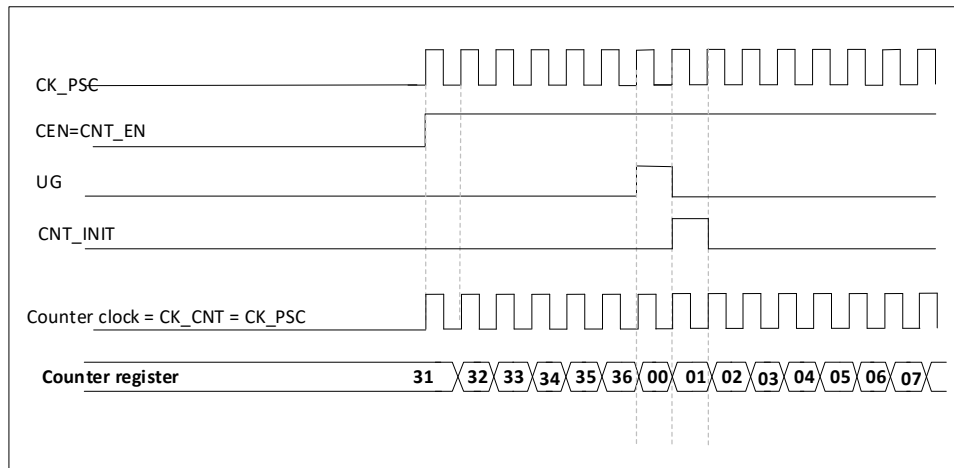 CK_PSC
CEN=CNT_EN
UG
CNT_INIT
Counter clock = CK_CNT = CK_PSC
Counter register 31 32 33 34 35 36 00 01 02 03 04 05 06 07